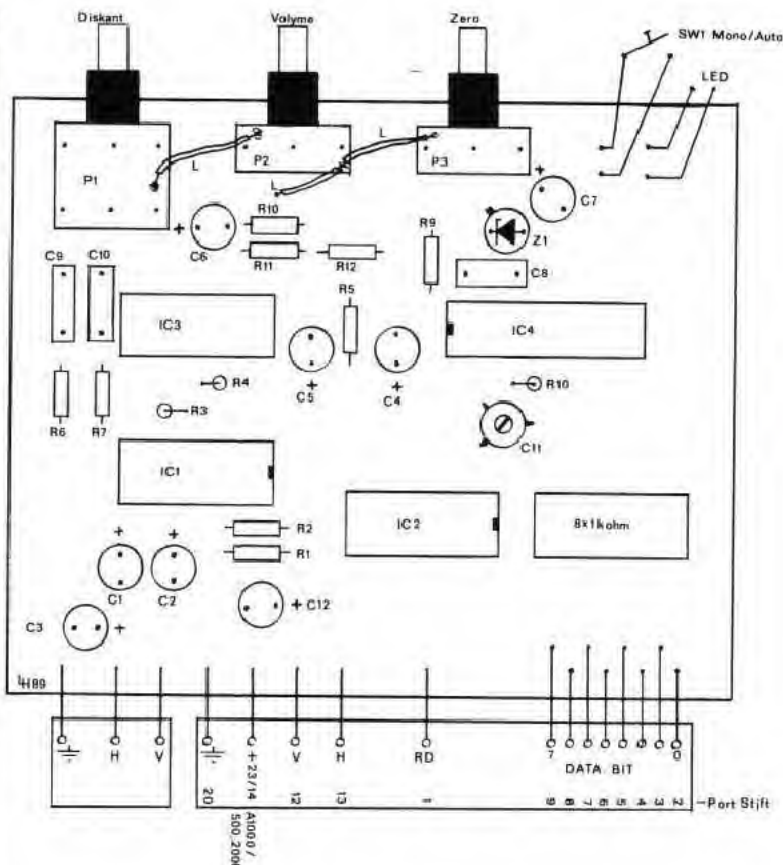 Diskant Volyme Zero
SW1 Mono/Auto
LED
L L
P1 P2 P3
L
C7
R10
C6 Z1
C9 C10 R11 R12 R9
C8
R5
IC3 IC4
R4 R10
C5 C4
R3
R6 R7 C11
IC1
IC2 8x11kohm
R2
R1
C1 C2
C12
C3
LH89
H V
+23/14 V H RD 7 0
DATA BIT
20 12 13 1 9 8 7 6 5 4 3 2 -Port Stift
A1000/
500,2000